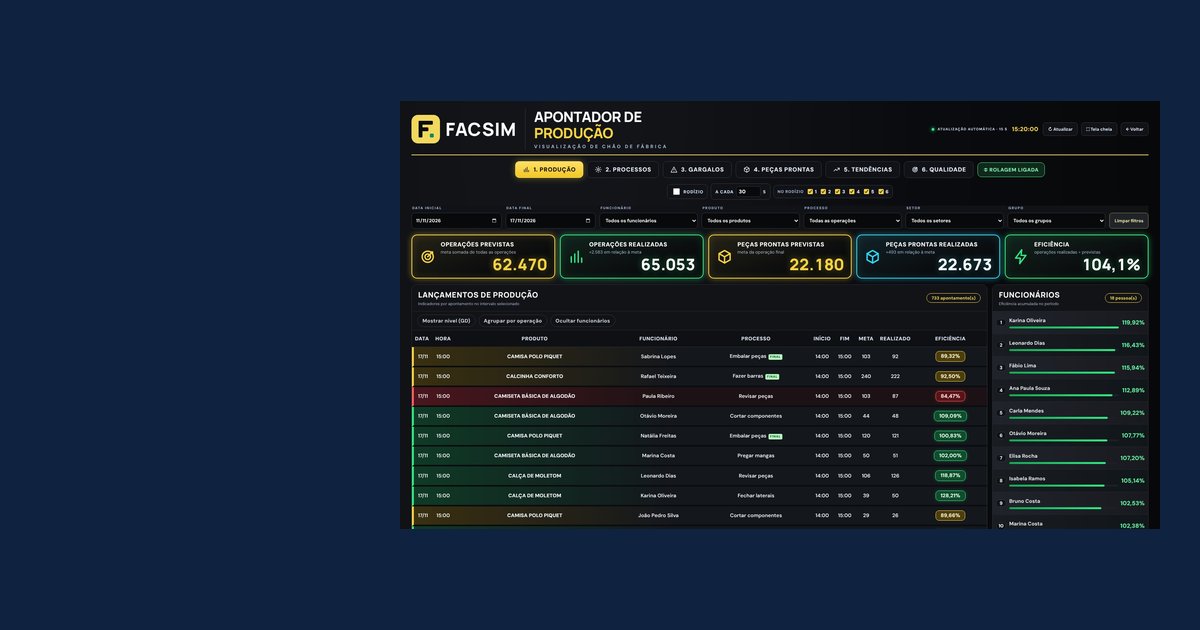 F. FACSIM
APONTADOR DE
PRODUÇÃO
VISUALIZAÇÃO DE CHÃO DE FÁBRICA
ATUALIZAÇÃO AUTOMÁTICA · 15 S 15:20:00 Atualizar Tela cheia Voltar
1. PRODUÇÃO 2. PROCESSOS 3. GARGALOS 4. PEÇAS PRONTAS 5. TENDÊNCIAS 6. QUALIDADE ROLAGEM LIGADA
RODÍZIO A CADA 30 S NO RODÍZIO 1 2 3 4 5 6
DATA INICIAL DATA FINAL FUNCIONÁRIO PRODUTO PROCESSO SETOR GRUPO
11/11/2026 17/11/2026 Todos os funcionários Todos os produtos Todas as operações Todos os setores Todos os grupos Limpar filtros
OPERAÇÕES PREVISTAS
meta somada de todas as operações
62.470
OPERAÇÕES REALIZADAS
+2.583 em relação à meta
65.053
PEÇAS PRONTAS PREVISTAS
meta da operação final
22.180
PEÇAS PRONTAS REALIZADAS
+493 em relação à meta
22.673
EFICIÊNCIA
operações realizadas ÷ previstas
104,1%
LANÇAMENTOS DE PRODUÇÃO
Indicadores por apontamento no intervalo selecionado
733 apontamento(s)
Mostrar nível (GD) Agrupar por operação Ocultar funcionários
DATA HORA PRODUTO FUNCIONÁRIO PROCESSO INÍCIO FIM META REALIZADO EFICIÊNCIA
17/11 15:00 CAMISA POLO PIQUET Sabrina Lopes Embalar peças FINAL 14:00 15:00 103 92 89,32%
17/11 15:00 CALCINHA CONFORTO Rafael Teixeira Fazer barras FINAL 14:00 15:00 240 222 92,50%
17/11 15:00 CAMISETA BÁSICA DE ALGODÃO Paula Ribeiro Revisar peças 14:00 15:00 103 87 84,47%
17/11 15:00 CAMISETA BÁSICA DE ALGODÃO Otávio Moreira Cortar componentes 14:00 15:00 44 48 109,09%
17/11 15:00 CAMISA POLO PIQUET Natália Freitas Embalar peças FINAL 14:00 15:00 120 121 100,83%
17/11 15:00 CAMISETA BÁSICA DE ALGODÃO Marina Costa Pregar mangas 14:00 15:00 50 51 102,00%
17/11 15:00 CALÇA DE MOLETOM Leonardo Dias Revisar peças 14:00 15:00 106 126 118,87%
17/11 15:00 CALÇA DE MOLETOM Karina Oliveira Fechar laterais 14:00 15:00 39 50 128,21%
17/11 15:00 CAMISA POLO PIQUET João Pedro Silva Cortar componentes 14:00 15:00 29 26 89,66%
FUNCIONÁRIOS
Eficiência acumulada no período
18 pessoa(s)
1 Karina Oliveira 119,92%
2 Leonardo Dias 116,43%
3 Fábio Lima 115,94%
4 Ana Paula Souza 112,89%
5 Carla Mendes 109,22%
6 Otávio Moreira 107,77%
7 Elisa Rocha 107,20%
8 Isabela Ramos 105,14%
9 Bruno Costa 102,53%
10 Marina Costa 102,38%